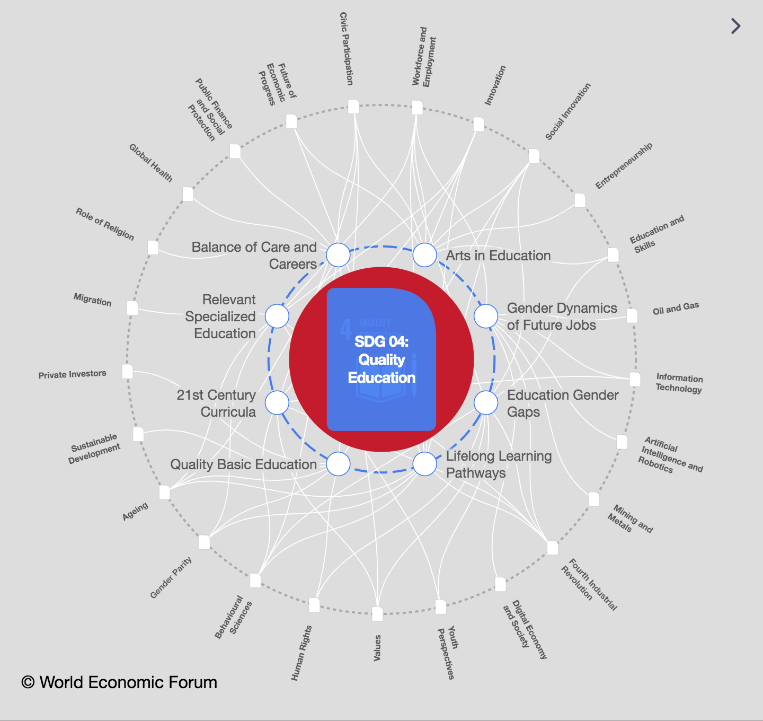 Civic Participation
Workforce and
Employment
Future of
Economic
Progress
Innovation
Public Finance
and Social
Protection
Social Innovation
Global Health
Entrepreneurship
Role of Religion
Education and
Skills
Balance of Care and
Careers
Arts in Education
Migration
Relevant
Specialized
Education
Gender Dynamics
of Future Jobs
Oil and Gas
4 QUALITY
SDG 04:
Quality
Education
Private Investors
Information
Technology
21st Century
Curricula
Education Gender
Gaps
Sustainable
Development
Artificial
Intelligence and
Robotics
Quality Basic Education
Lifelong Learning
Pathways
Ageing
Mining and
Metals
Gender Parity
Fourth Industrial
Revolution
Behavioural
Sciences
Digital Economy
and Society
Human Rights
Values
Youth
Perspectives
© World Economic Forum